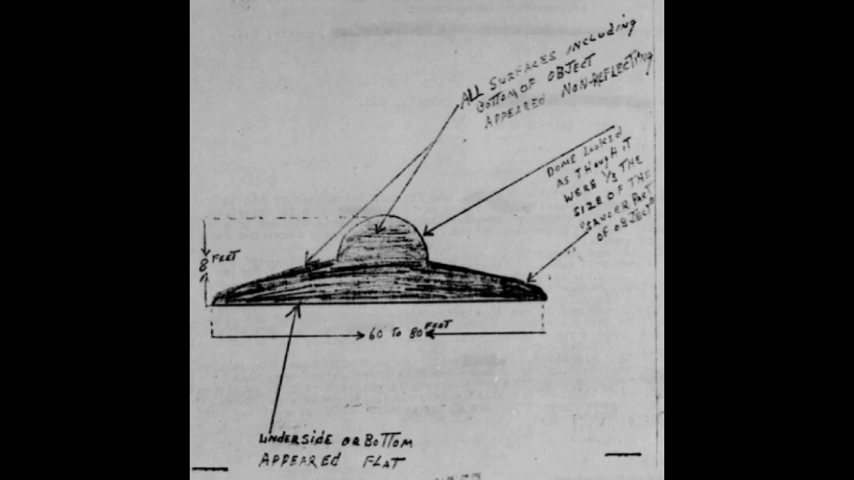 ALL SURFACES INCLUDING
BOTTOM OF OBJECT
APPEARED NON-REFLECTING
DOME LOOKED
AS THOUGH IT
WERE 1/3 THE
SIZE OF THE
"SAUCER PART
OF OBJECT"
8 FEET
60 TO 80 FEET
UNDERSIDE OR BOTTOM
APPEARED FLAT